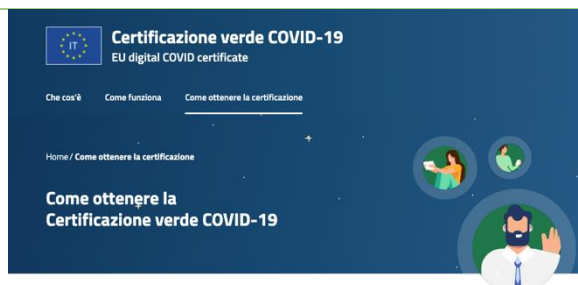 IT
Certificazione verde COVID-19
EU digital COVID certificate
Che cos'è Come funziona Come ottenere la certificazione
Home / Come ottenere la certificazione
Come ottenere la
Certificazione verde COVID-19